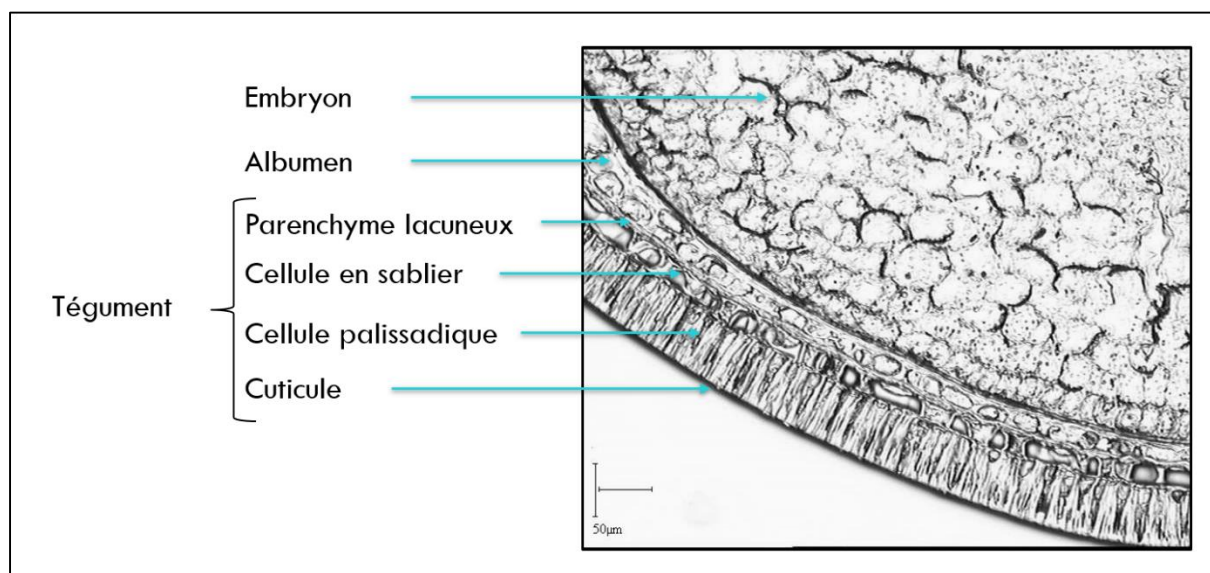 Embryon
Albumen
Parenchyme lacuneux
Cellule en sablier
Tégument
Cellule palissadique
Cuticule
50µm